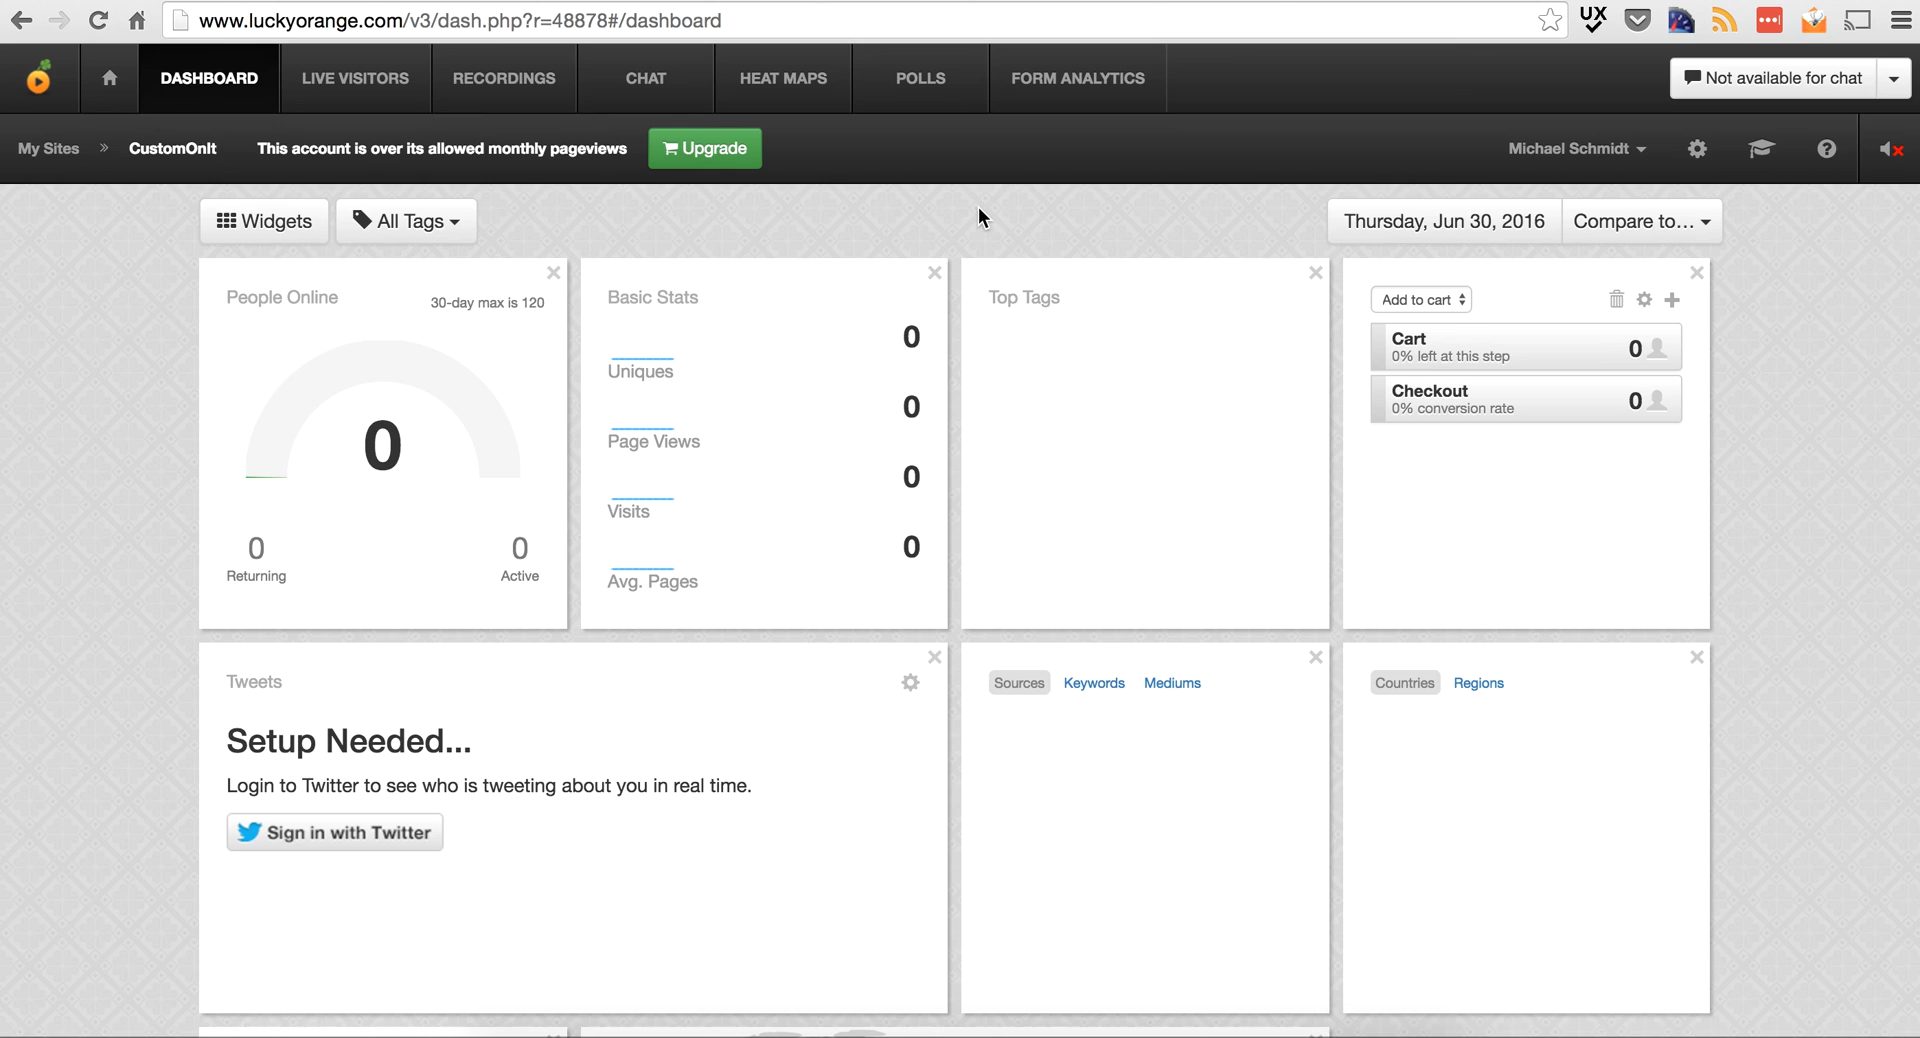 www.luckyorange.com/v3/dash.php?r=48878#/dashboard
UX
DASHBOARD
LIVE VISITORS
RECORDINGS
CHAT
HEAT MAPS
POLLS
FORM ANALYTICS
Not available for chat
My Sites » CustomOnIt
This account is over its allowed monthly pageviews
Upgrade
Michael Schmidt
Widgets
All Tags
Thursday, Jun 30, 2016
Compare to...
People Online
30-day max is 120
0
0
Returning
0
Active
Basic Stats
0
Uniques
0
Page Views
0
Visits
0
Avg. Pages
Top Tags
Add to cart
Cart
0% left at this step
0
Checkout
0% conversion rate
0
Tweets
Setup Needed...
Login to Twitter to see who is tweeting about you in real time.
Sign in with Twitter
Sources Keywords Mediums
Countries Regions